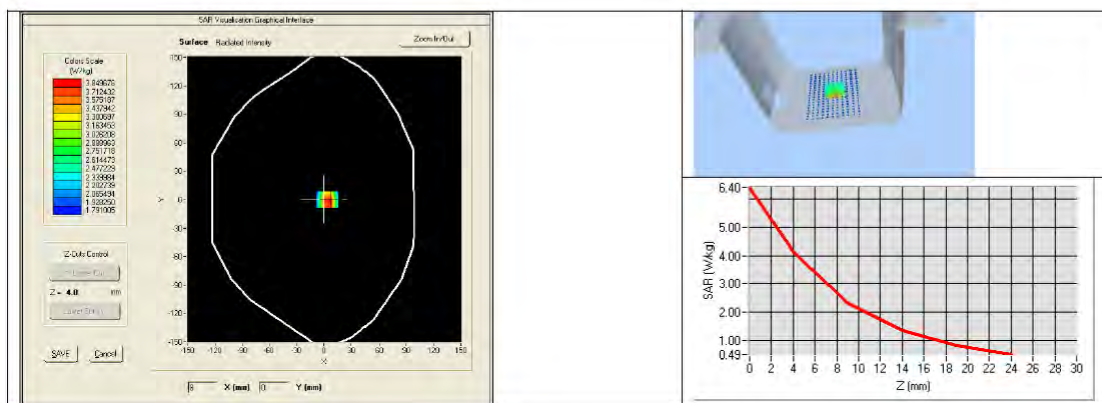 SAR Visualisation Graphical Interface
Surface Radiated Intensity
Zoom In/Out
Colors Scale
(W/kg)
3.849676
3.712432
3.575187
3.437942
3.300697
3.163453
3.026208
2.888963
2.751718
2.614473
2.477229
2.339984
2.202739
2.065494
1.928250
1.791005
Z-Cuts Control
Z = 4.0 mm
SAVE
Cancel
150
120
90
60
30
0
-30
-60
-90
-120
-150
Y
-150 -120 -90 -60 -30 0 30 60 90 120 150
X
8 X (mm) 0 Y (mm)
6.40
5.00
4.00
3.00
2.00
1.00
0.49
SAR (W/kg)
0 2 4 6 8 10 12 14 16 18 20 22 24 26 28 30
Z (mm)